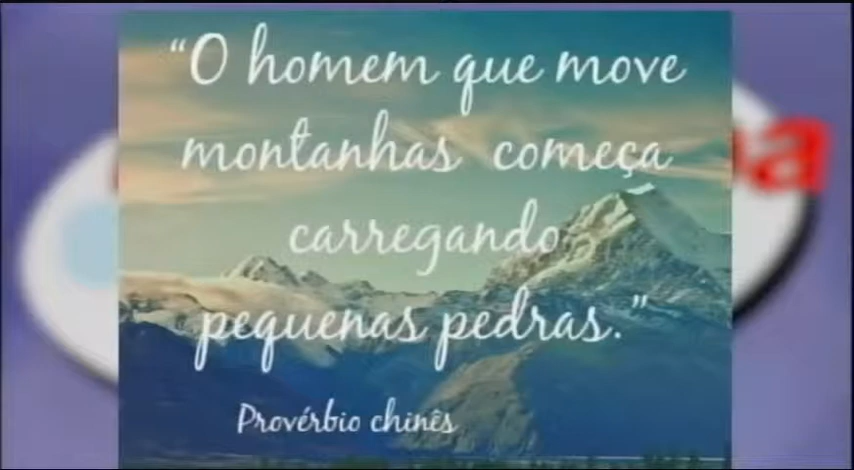 “O homem que move
montanhas começa
carregando
pequenas pedras.”
Provérbio chinês